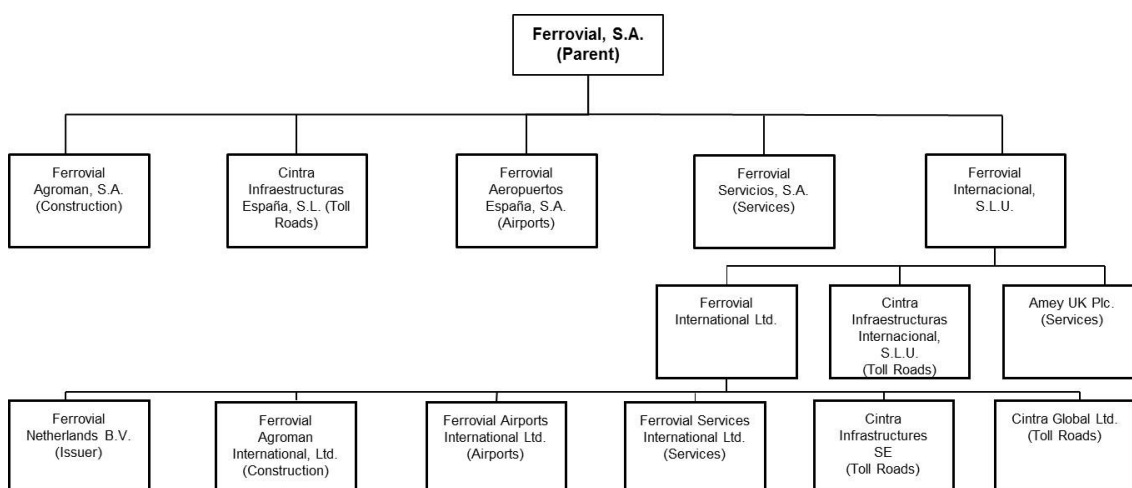 Ferrovial, S.A.
(Parent)
Ferrovial
Agroman, S.A.
(Construction)
Cintra
Infraestructuras
España, S.L. (Toll
Roads)
Ferrovial
Aeropuertos
España, S.A.
(Airports)
Ferrovial
Servicios, S.A.
(Services)
Ferrovial
Internacional,
S.L.U.
Ferrovial
International Ltd.
Cintra
Infraestructuras
Internacional,
S.L.U.
(Toll Roads)
Amey UK Plc.
(Services)
Ferrovial
Netherlands B.V.
(Issuer)
Ferrovial
Agroman
International, Ltd.
(Construction)
Ferrovial Airports
International Ltd.
(Airports)
Ferrovial Services
International Ltd.
(Services)
Cintra
Infrastructures
SE
(Toll Roads)
Cintra Global Ltd.
(Toll Roads)